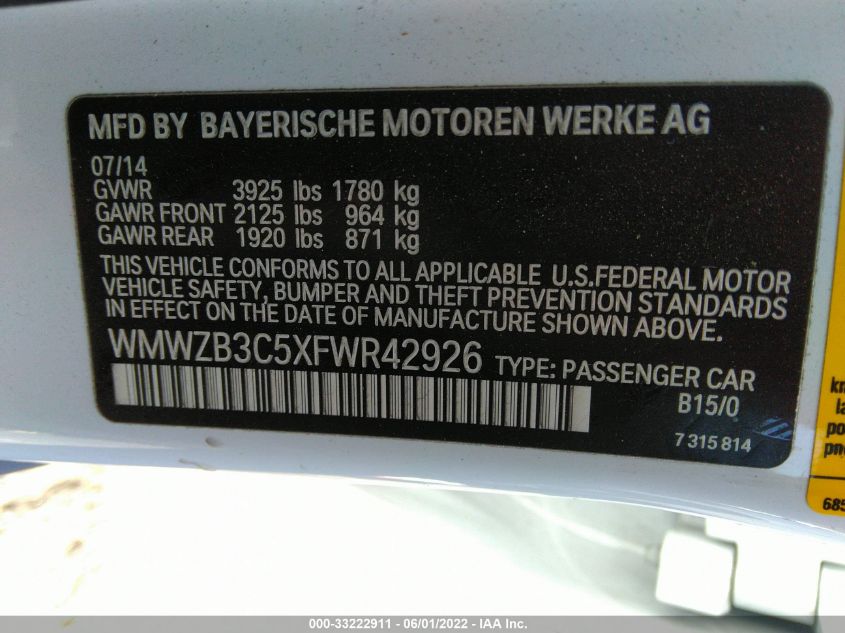 MFD BY BAYERISCHE MOTOREN WERKE AG
07/14
GVWR 3925 lbs 1780 kg
GAWR FRONT 2125 lbs 964 kg
GAWR REAR 1920 lbs 871 kg
THIS VEHICLE CONFORMS TO ALL APPLICABLE U.S.FEDERAL MOTOR
VEHICLE SAFETY, BUMPER AND THEFT PREVENTION STANDARDS
IN EFFECT ON THE DATE OF MANUFACTURE SHOWN ABOVE.
WMWZB3C5XFWR42926 TYPE: PASSENGER CAR
B15/0
7 315 814
000-33222911 - 06/01/2022 - IAA Inc.